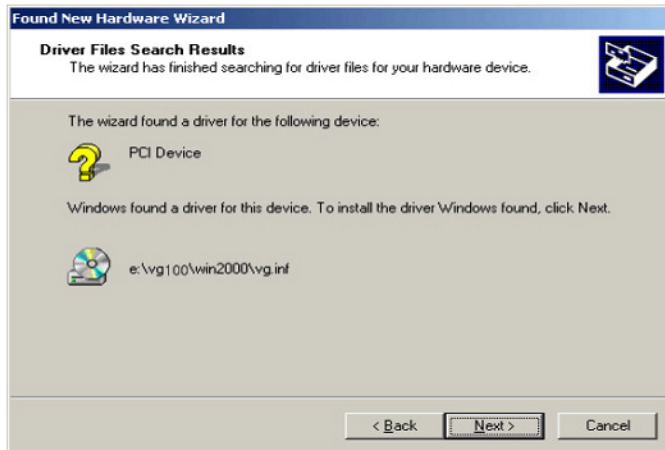 Found New Hardware Wizard
Driver Files Search Results
The wizard has finished searching for driver files for your hardware device.
The wizard found a driver for the following device:
PCI Device
Windows found a driver for this device. To install the driver Windows found, click Next.
e:\vg100\win2000\vg.inf
< Back
Next >
Cancel